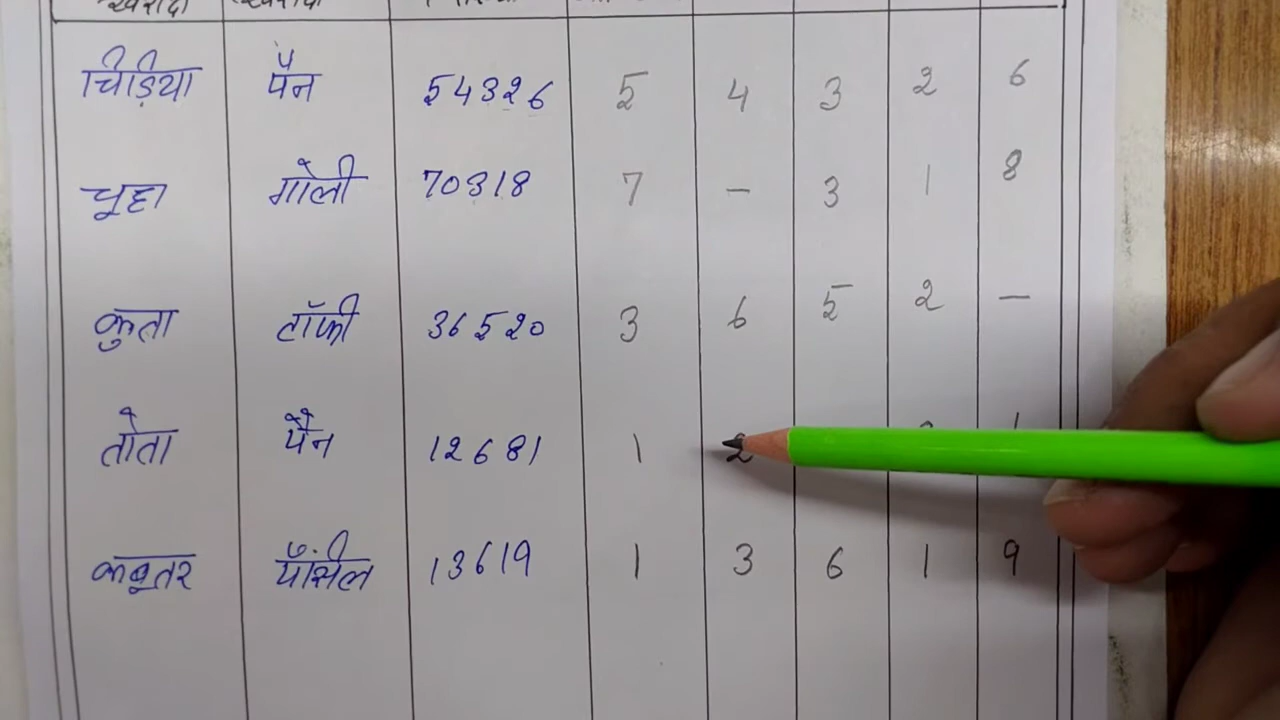 चिड़िया पैन 54326 5 4 3 2 6
चूहा गोली 70318 7 - 3 1 8
कुता टॉफी 36520 3 6 5 2 -
तोता पैन 12681 1 2
कबूतर पेंसिल 13619 1 3 6 1 9